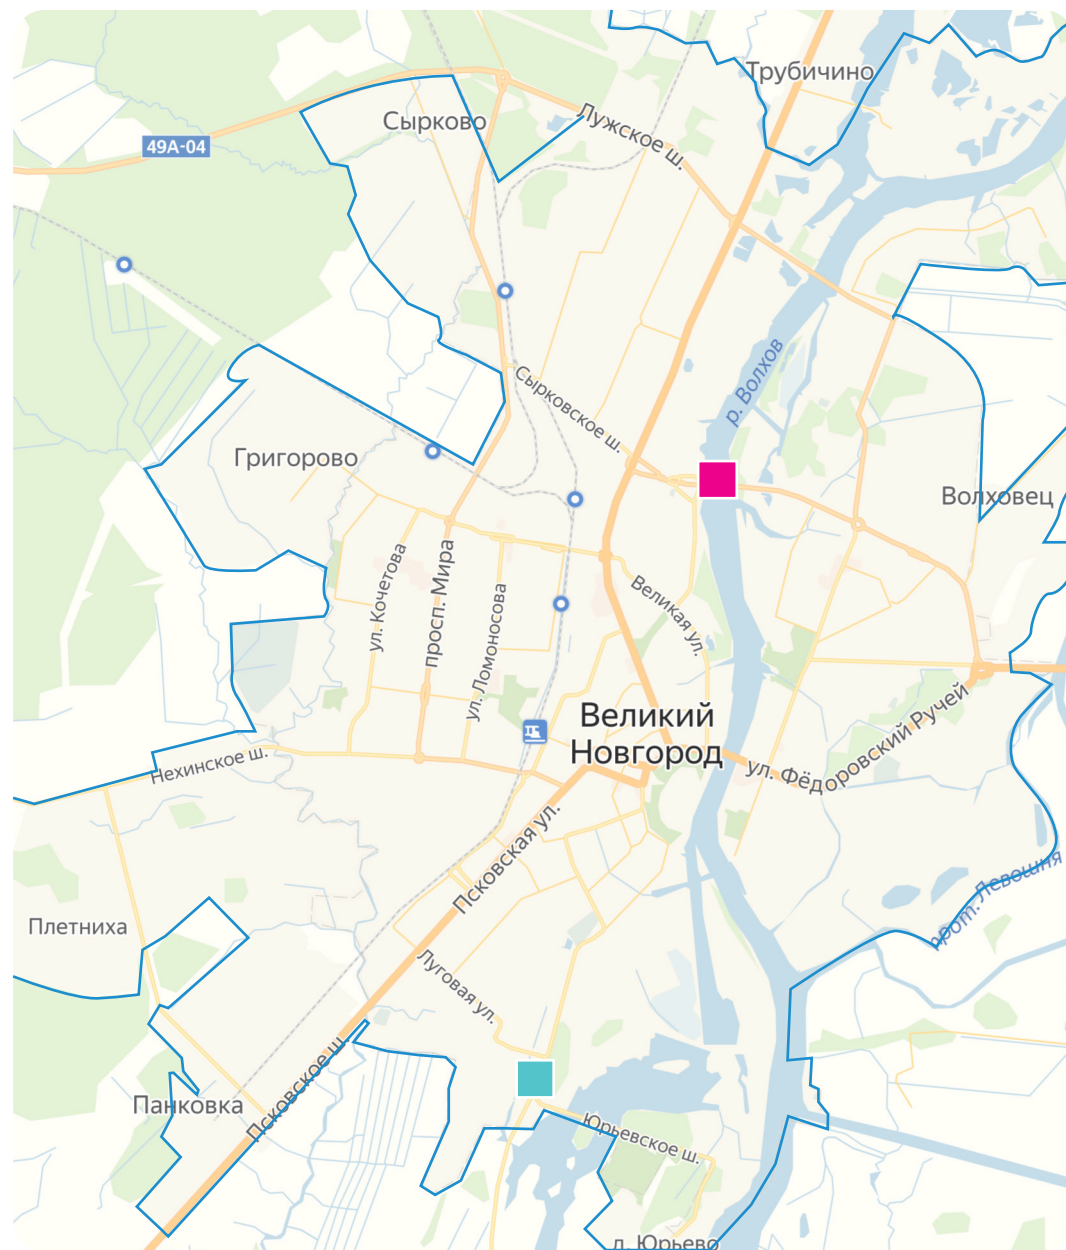 Трубичино
Сырково
Лужское ш.
49А-04
р. Волхов
Сырковское ш.
Григорово
Волховец
ул. Кочетова
просп. Мира
ул. Ломоносова
Великая ул.
Великий
Новгород
ул. Фёдоровский Ручей
Нехинское ш.
Псковская ул.
прот. Левошня
Плетниха
Луговая ул.
Псковское ш.
Панковка
Юрьевское ш.
д. Юрьево